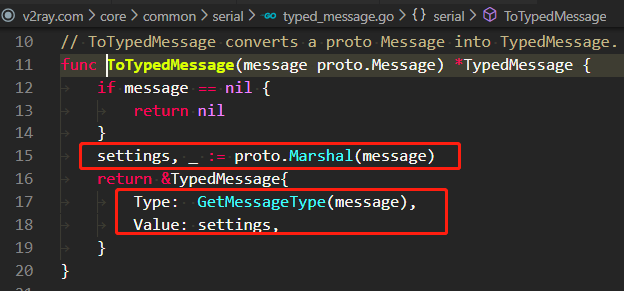 v2ray.com > core > common > serial > typed_message.go > {} serial > ToTypedMessage
10 // ToTypedMessage converts a proto Message into TypedMessage.
11 func ToTypedMessage(message proto.Message) *TypedMessage {
12 if message == nil {
13 return nil
14 }
15 settings, _ := proto.Marshal(message)
16 return &TypedMessage{
17 Type: GetMessageType(message),
18 Value: settings,
19 }
20 }